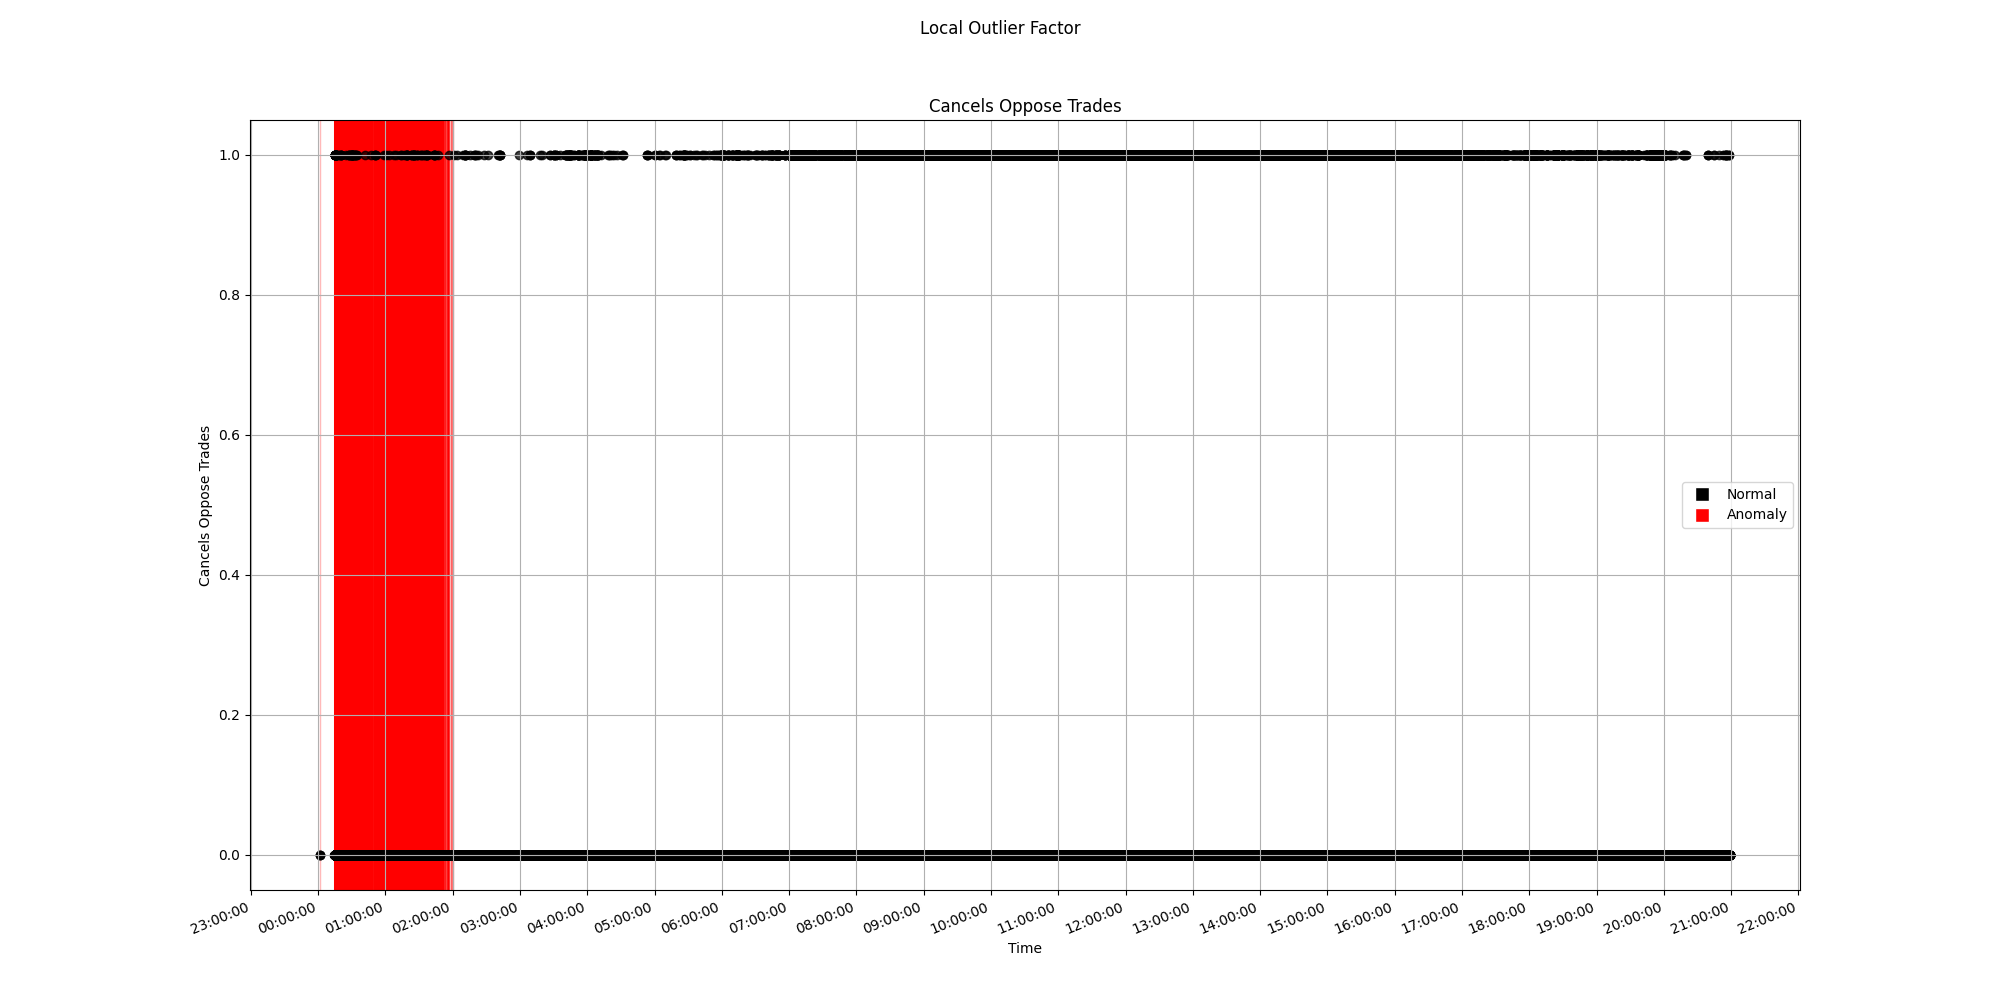 Local Outlier Factor
Cancels Oppose Trades
1.0
0.8
0.6
0.4
0.2
0.0
Cancels Oppose Trades
Normal
Anomaly
23:00:00 00:00:00 01:00:00 02:00:00 03:00:00 04:00:00 05:00:00 06:00:00 07:00:00 08:00:00 09:00:00 10:00:00 11:00:00 12:00:00 13:00:00 14:00:00 15:00:00 16:00:00 17:00:00 18:00:00 19:00:00 20:00:00 21:00:00 22:00:00
Time